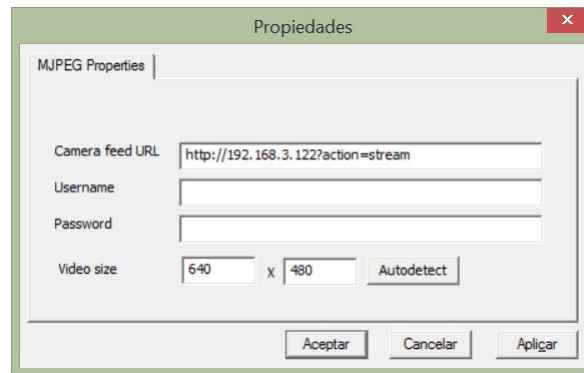 Propiedades
x
MJPEG Properties
Camera feed URL http://192.168.3.122?action=stream
Username
Password
Video size 640 x 480 Autodetect
Aceptar Cancelar Aplicar